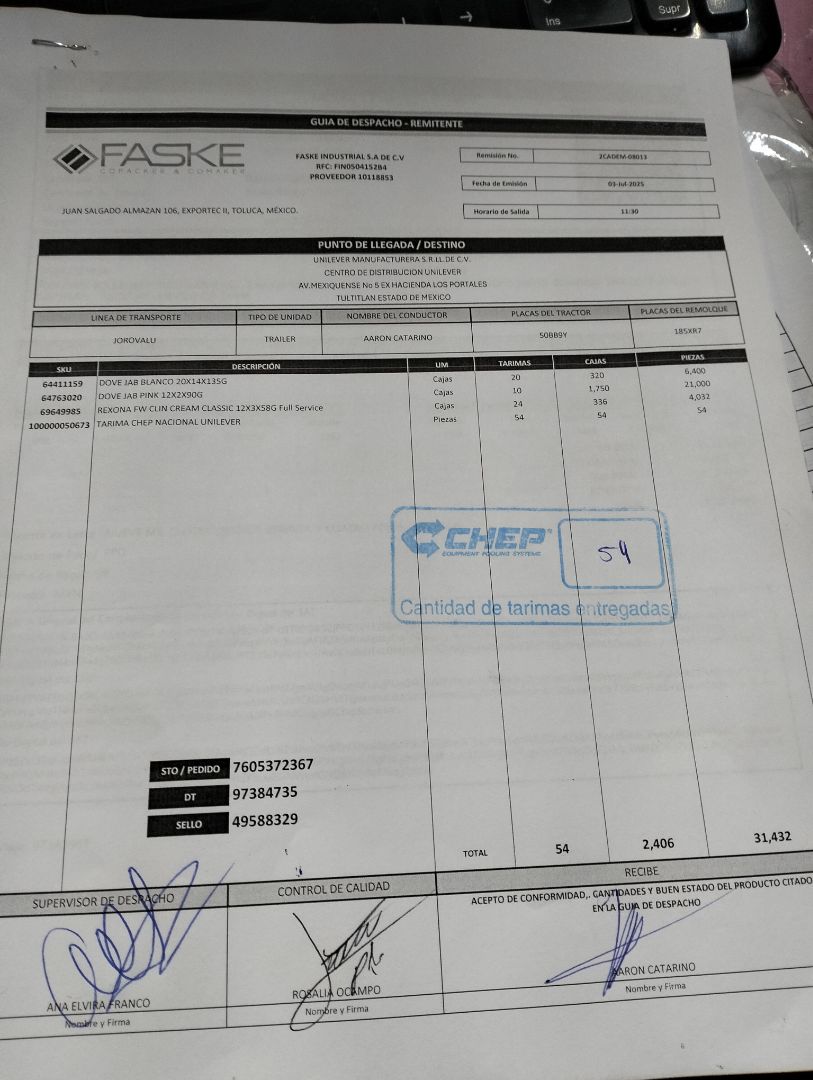 Ins
Supr
GUIA DE DESPACHO - REMITENTE
FASKE
COPACKER & COMAKER
FASKE INDUSTRIAL S.A DE C.V
RFC: FIN0504152B4
PROVEEDOR 10118853
Remisión No. 2CADEM-08013
Fecha de Emisión 03-Jul-2025
Horario de Salida 11:30
JUAN SALGADO ALMAZAN 106, EXPORTEC II, TOLUCA, MÉXICO.
PUNTO DE LLEGADA / DESTINO
UNILEVER MANUFACTURERA S.R.LL.DE C.V.
CENTRO DE DISTRIBUCION UNILEVER
AV.MEXIQUENSE No 5 EX HACIENDA LOS PORTALES
TULTITLAN ESTADO DE MEXICO
LINEA DE TRANSPORTE TIPO DE UNIDAD NOMBRE DEL CONDUCTOR PLACAS DEL TRACTOR PLACAS DEL REMOLQUE
JOROVALU TRAILER AARON CATARINO 50BB9Y 185XR7
SKU DESCRIPCIÓN UM TARIMAS CAJAS PIEZAS
64411159 DOVE JAB BLANCO 20X14X135G Cajas 20 320 6,400
64763020 DOVE JAB PINK 12X2X90G Cajas 10 1,750 21,000
69649985 REXONA FW CLIN CREAM CLASSIC 12X3X58G Full Service Cajas 24 336 4,032
100000050673 TARIMA CHEP NACIONAL UNILEVER Piezas 54 54 54
CHEP
EQUIPMENT POOLING SYSTEMS
54
Cantidad de tarimas entregadas
STO / PEDIDO 7605372367
DT 97384735
SELLO 49588329
TOTAL 54 2,406 31,432
SUPERVISOR DE DESPACHO CONTROL DE CALIDAD RECIBE
ACEPTO DE CONFORMIDAD,. CANTIDADES Y BUEN ESTADO DEL PRODUCTO CITADO
EN LA GUIA DE DESPACHO
ANA ELVIRA FRANCO ROSALIA OCAMPO AARON CATARINO
Nombre y Firma Nombre y Firma Nombre y Firma